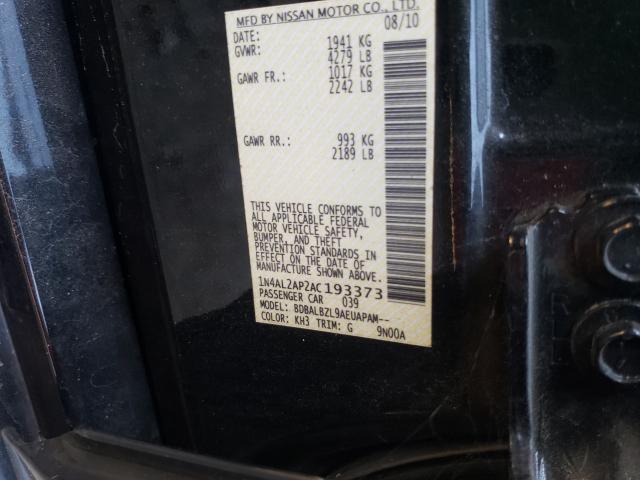 MFD BY NISSAN MOTOR CO., LTD.
DATE: 08/10
GVWR: 1941 KG
4279 LB
GAWR FR.: 1017 KG
2242 LB
GAWR RR.: 993 KG
2189 LB
THIS VEHICLE CONFORMS TO
ALL APPLICABLE FEDERAL
MOTOR VEHICLE SAFETY,
BUMPER, AND THEFT
PREVENTION STANDARDS IN
EFFECT ON THE DATE OF
MANUFACTURE SHOWN ABOVE.
1N4AL2APZAC193373
PASSENGER CAR 039
MODEL: BDBALBZL9AEUAPAM--
COLOR: KH3 TRIM: G 9N00A